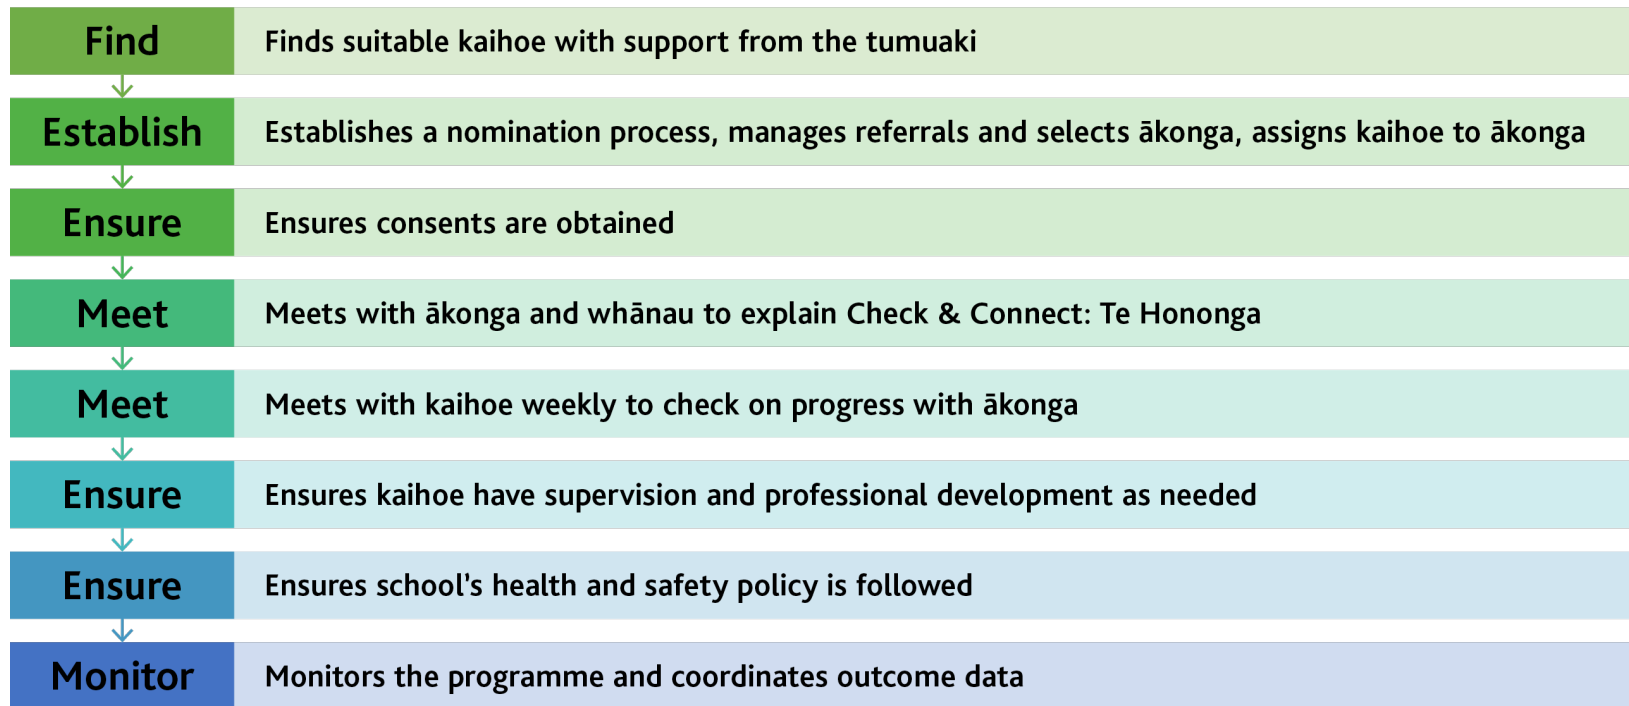 Find
Finds suitable kaihoe with support from the tumuaki
Establish
Establishes a nomination process, manages referrals and selects ākonga, assigns kaihoe to ākonga
Ensure
Ensures consents are obtained
Meet
Meets with ākonga and whānau to explain Check & Connect: Te Hononga
Meet
Meets with kaihoe weekly to check on progress with ākonga
Ensure
Ensures kaihoe have supervision and professional development as needed
Ensure
Ensures school’s health and safety policy is followed
Monitor
Monitors the programme and coordinates outcome data